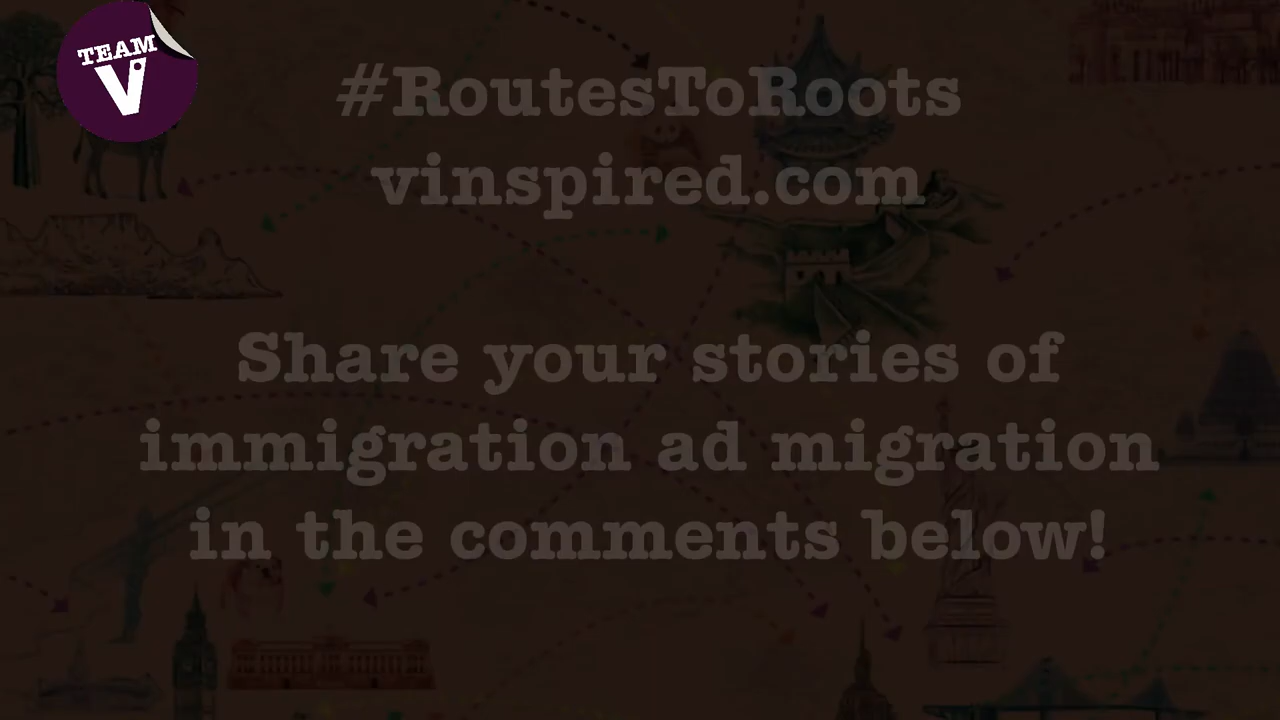 TEAM
V
#RoutesToRoots
vinspired.com
Share your stories of
immigration ad migration
in the comments below!